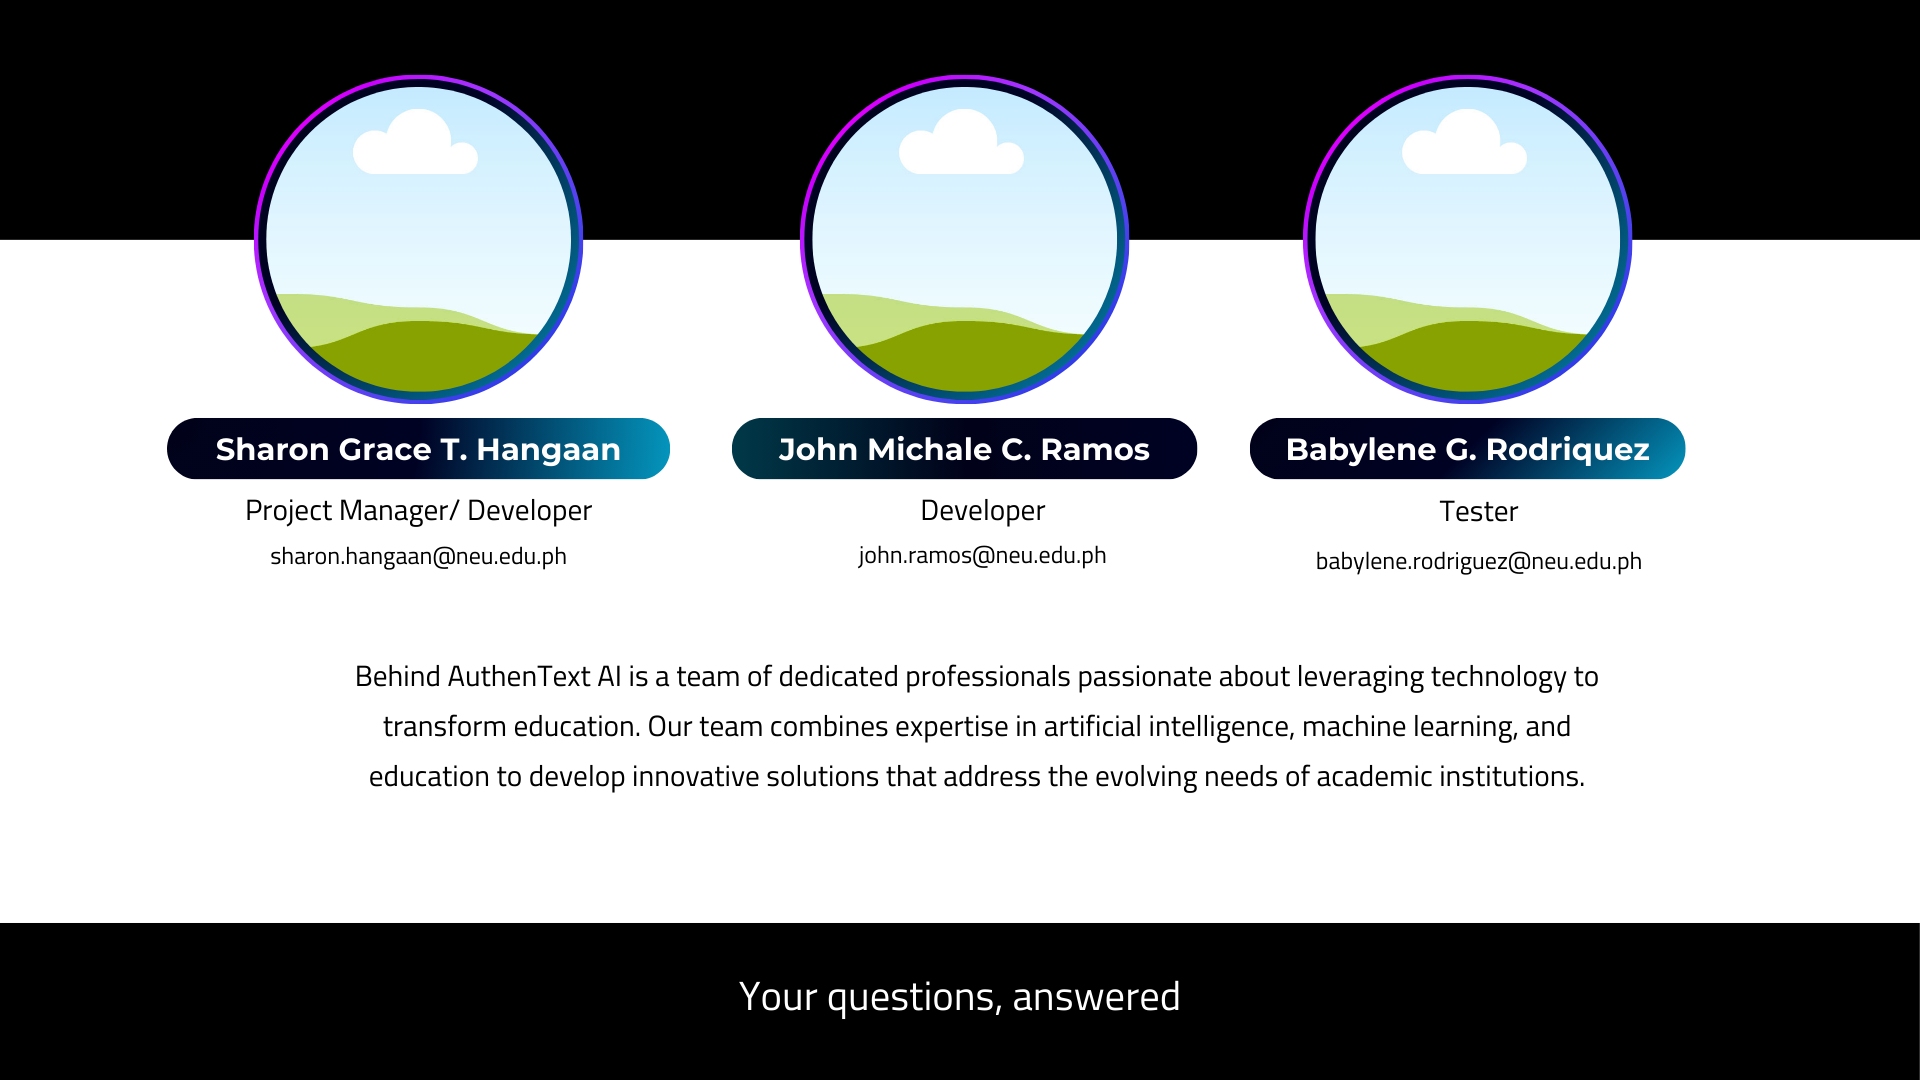 Sharon Grace T. Hangaan
John Michale C. Ramos
Babylene G. Rodriquez
Project Manager/ Developer
Developer
Tester
sharon.hangaan@neu.edu.ph
john.ramos@neu.edu.ph
babylene.rodriguez@neu.edu.ph
Behind AuthenText AI is a team of dedicated professionals passionate about leveraging technology to
transform education. Our team combines expertise in artificial intelligence, machine learning, and
education to develop innovative solutions that address the evolving needs of academic institutions.
Your questions, answered